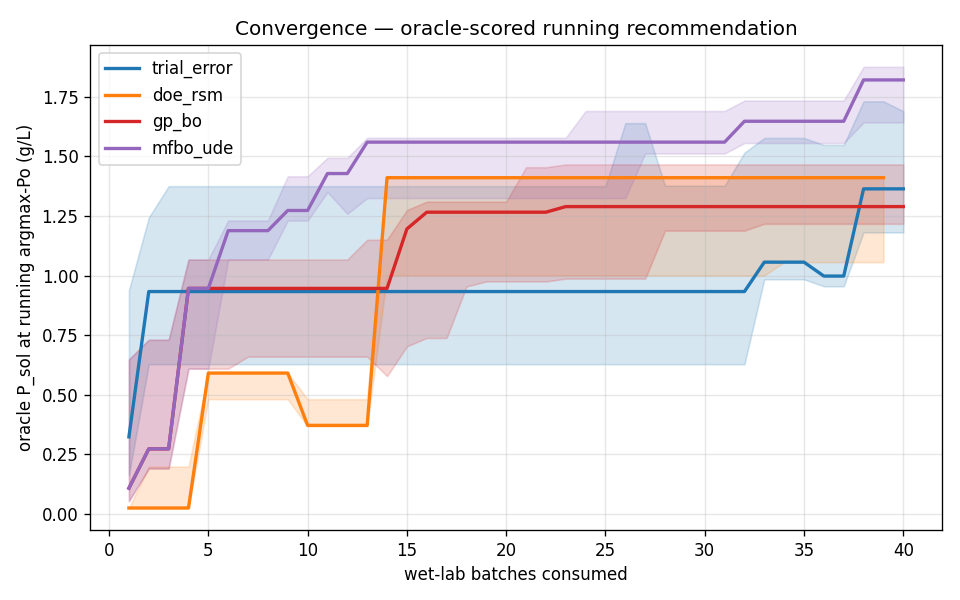 Convergence — oracle-scored running recommendation
oracle P_sol at running argmax-Po (g/L)
trial_error
doe_rsm
gp_bo
mfbo_ude
1.75
1.50
1.25
1.00
0.75
0.50
0.25
0.00
0 5 10 15 20 25 30 35 40
wet-lab batches consumed